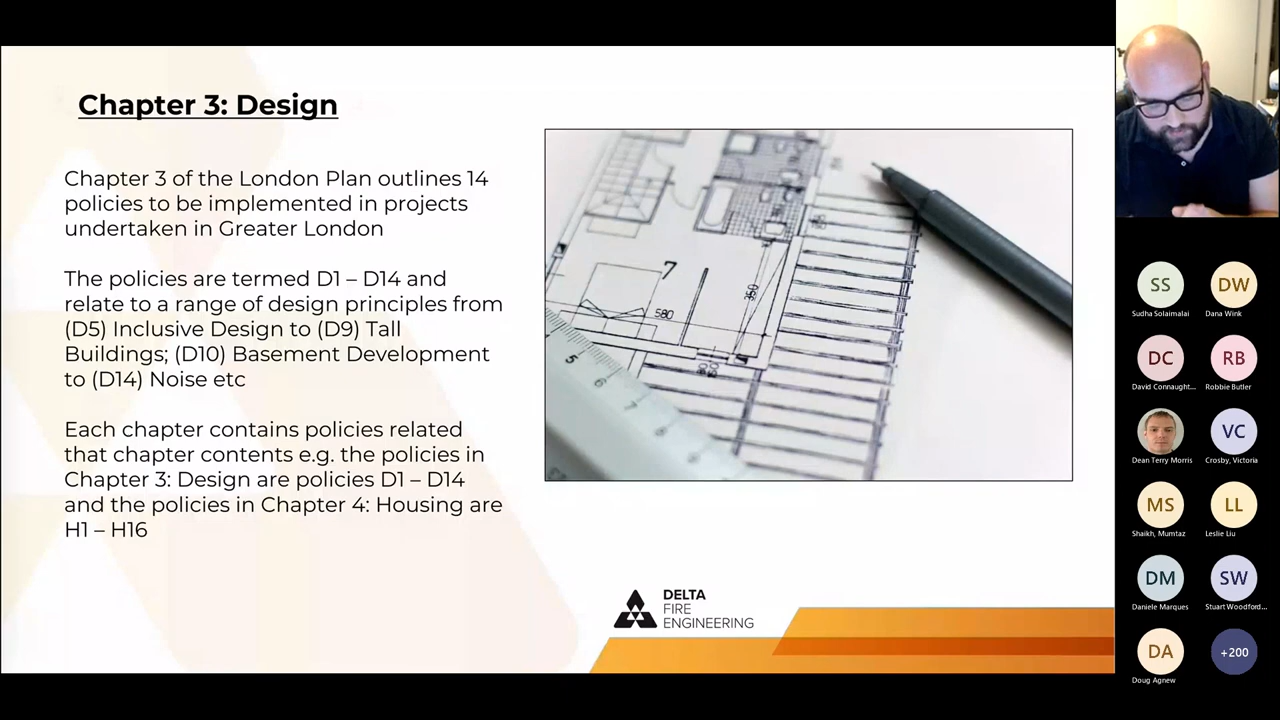 Chapter 3: Design
Chapter 3 of the London Plan outlines 14
policies to be implemented in projects
undertaken in Greater London
The policies are termed D1 – D14 and
relate to a range of design principles from
(D5) Inclusive Design to (D9) Tall
Buildings; (D10) Basement Development
to (D14) Noise etc
Each chapter contains policies related
that chapter contents e.g. the policies in
Chapter 3: Design are policies D1 – D14
and the policies in Chapter 4: Housing are
H1 – H16
7
580
350
5
6
7
DELTA
FIRE
ENGINEERING
SS
Sudha Solaimalai
DW
Dana Wink
DC
David Connaught...
RB
Robbie Butler
Dean Terry Morris
VC
Crosby, Victoria
MS
Shaikh, Mumtaz
LL
Leslie Liu
DM
Daniele Marques
SW
Stuart Woodford...
DA
Doug Agnew
+200